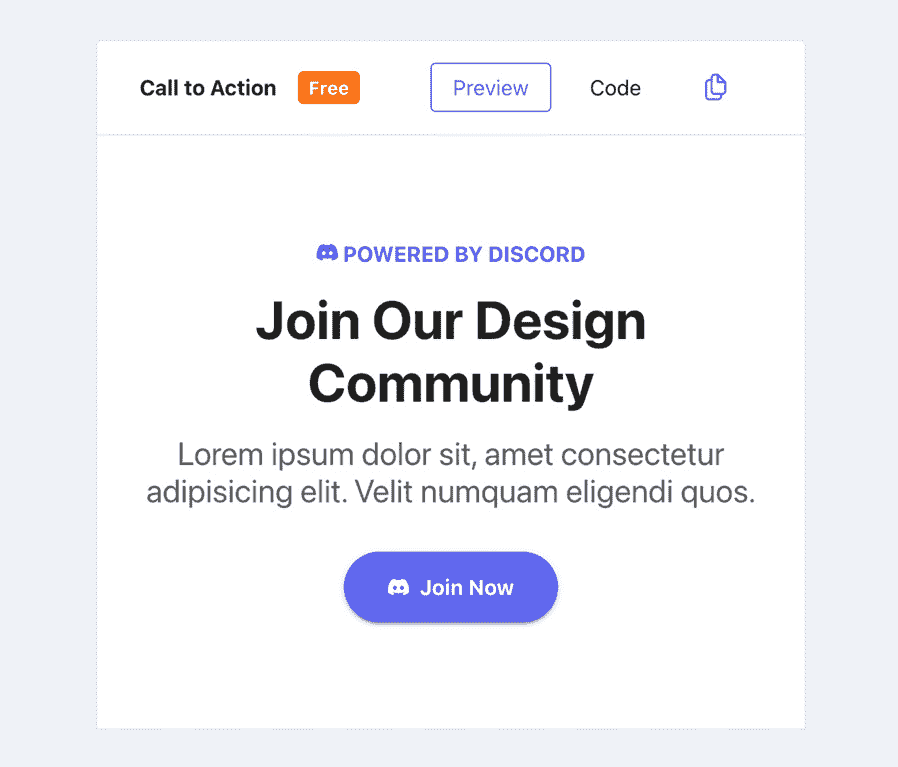 Call to Action Free Preview Code
POWERED BY DISCORD
Join Our Design
Community
Lorem ipsum dolor sit, amet consectetur
adipisicing elit. Velit numquam eligendi quos.
Join Now